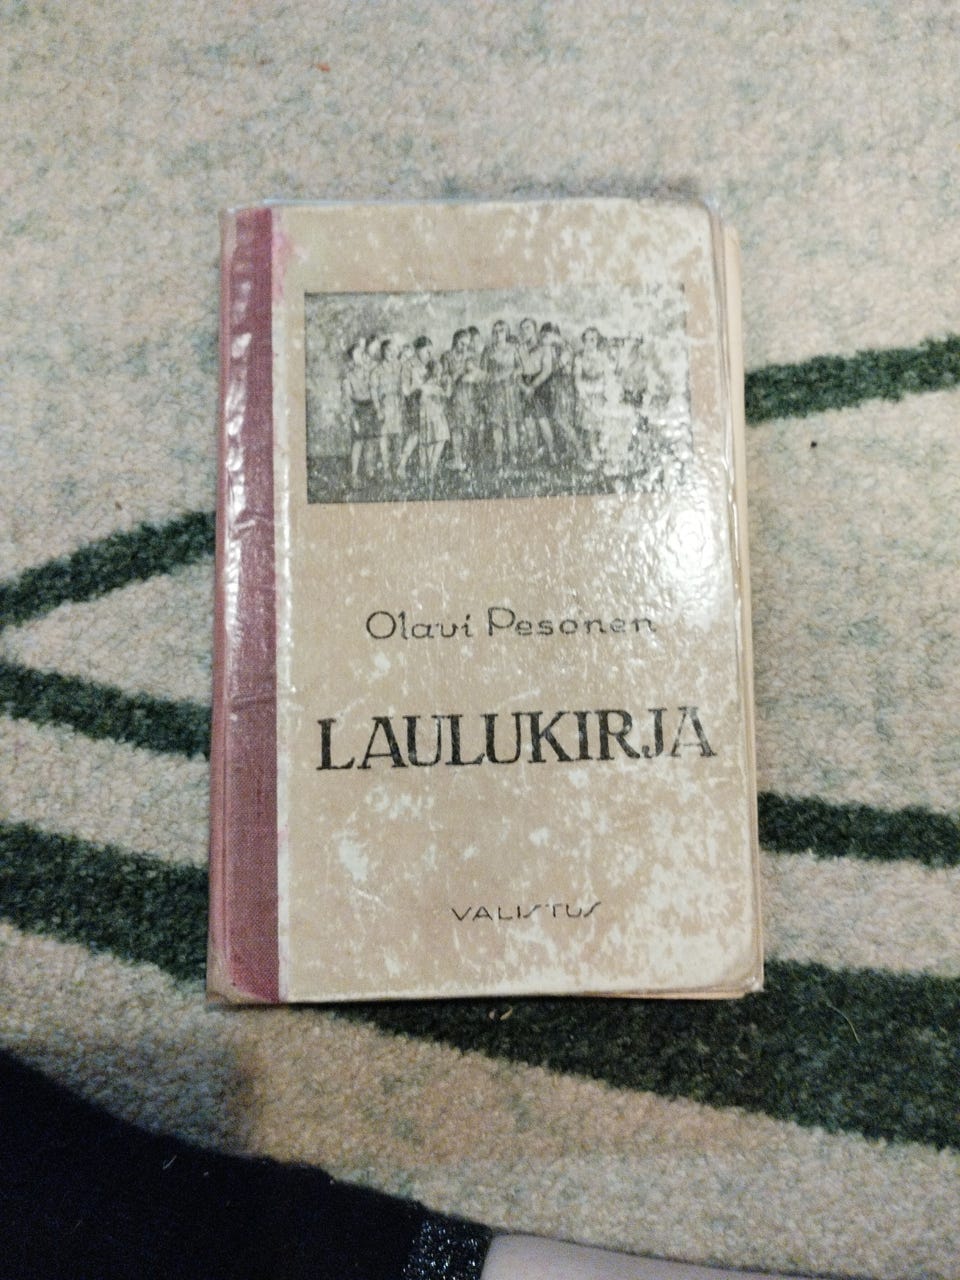 Olavi Pesonen
LAULUKIRJA
VALISTUS